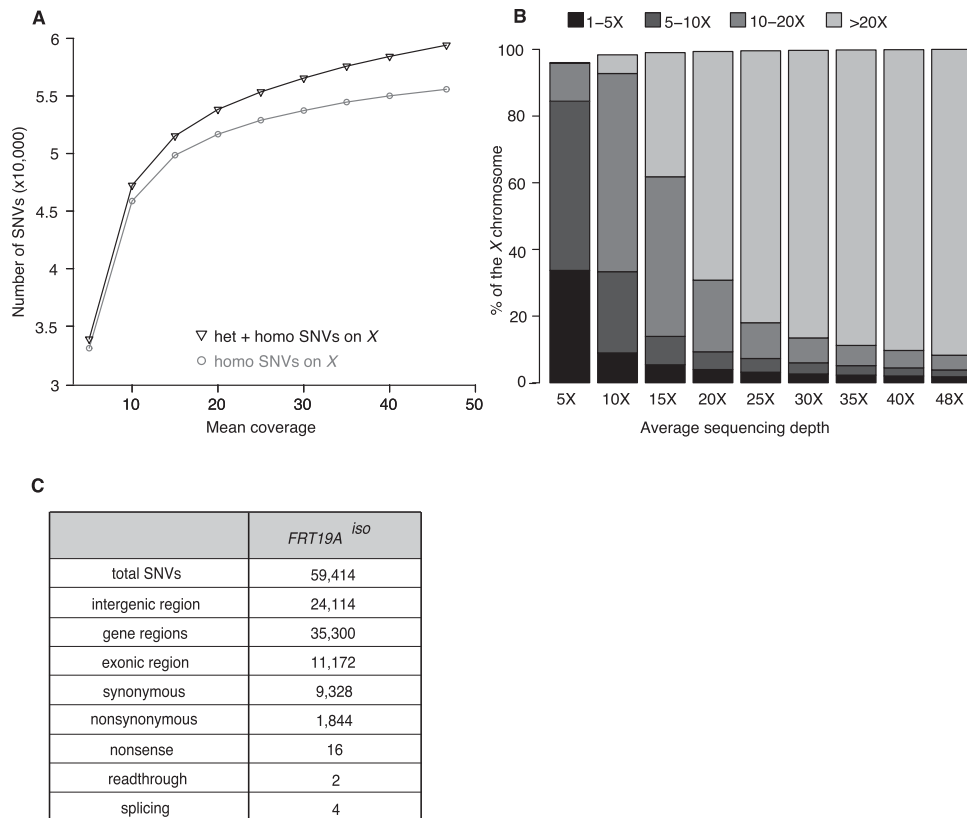 A
6
5.5
5
4.5
4
3.5
3
Number of SNVs (x10,000)
het + homo SNVs on X
homo SNVs on X
10 20 30 40 50
Mean coverage
B
1–5X 5–10X 10–20X >20X
100
80
60
40
20
0
% of the X chromosome
5X 10X 15X 20X 25X 30X 35X 40X 48X
Average sequencing depth
C
FRT19A iso
total SNVs 59,414
intergenic region 24,114
gene regions 35,300
exonic region 11,172
synonymous 9,328
nonsynonymous 1,844
nonsense 16
readthrough 2
splicing 4